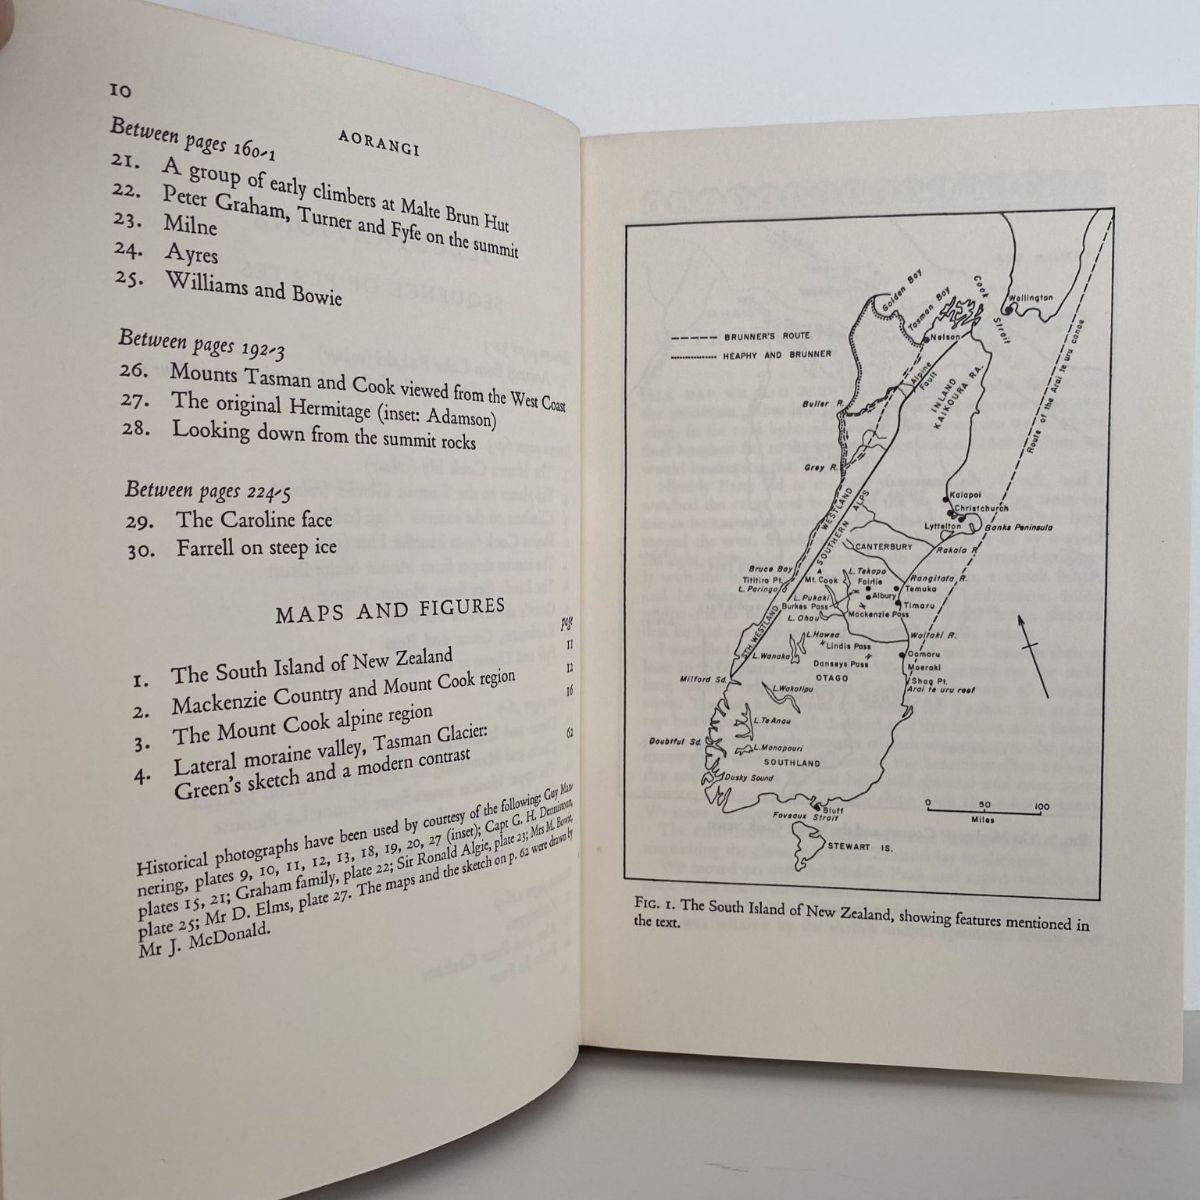 10
AORANGI
Between pages 160-1
21. A group of early climbers at Malte Brun Hut
22. Peter Graham, Turner and Fyfe on the summit
23. Milne
24. Ayres
25. Williams and Bowie
Between pages 192-3
26. Mounts Tasman and Cook viewed from the West Coast
27. The original Hermitage (inset: Adamson)
28. Looking down from the summit rocks
Between pages 224-5
29. The Caroline face
30. Farrell on steep ice
MAPS AND FIGURES
page
1. The South Island of New Zealand 11
2. Mackenzie Country and Mount Cook region 12
3. The Mount Cook alpine region 16
4. Lateral moraine valley, Tasman Glacier:
Green's sketch and a modern contrast 62
Historical photographs have been used by courtesy of the following: Guy Man-
nering, plates 9, 10, 11, 12, 13, 18, 19, 20, 27 (inset); Capt G. H. Dennistoun,
plates 15, 21; Graham family, plate 22; Sir Ronald Algie, plate 23; Mrs M. Bowie,
plate 25; Mr D. Elms, plate 27. The maps and the sketch on p. 62 were drawn by
Mr J. McDonald.
Golden Bay
Tasman Bay
Cook Strait
Wellington
BRUNNER'S ROUTE
HEAPHY AND BRUNNER
Nelson
Alpine Fault
INLAND
KAIKOURA RA.
Route of the Arai te uru canoe
Buller R.
Grey R.
WESTLAND
SOUTHERN ALPS
Kaiapoi
Christchurch
Lyttelton
Banks Peninsula
CANTERBURY
Rakaia R.
Bruce Bay
Tititira Pt.
L. Paringa
Mt. Cook
L. Tekapo
Fairlie
Rangitata R.
Temuka
L. Pukaki
Albury
Burkes Pass
Timaru
Mackenzie Pass
L. Ohau
STH. WESTLAND
L. Hawea
Waitaki R.
Lindis Pass
L. Wanaka
Oamaru
Danseys Pass
Moeraki
Milford Sd.
OTAGO
Shag Pt.
Arai te uru reef
L. Wakatipu
L. Te Anau
Doubtful Sd.
L. Manapouri
SOUTHLAND
Dusky Sound
Bluff
Foveaux Strait
0 50 100
Miles
STEWART IS.
FIG. 1. The South Island of New Zealand, showing features mentioned in
the text.